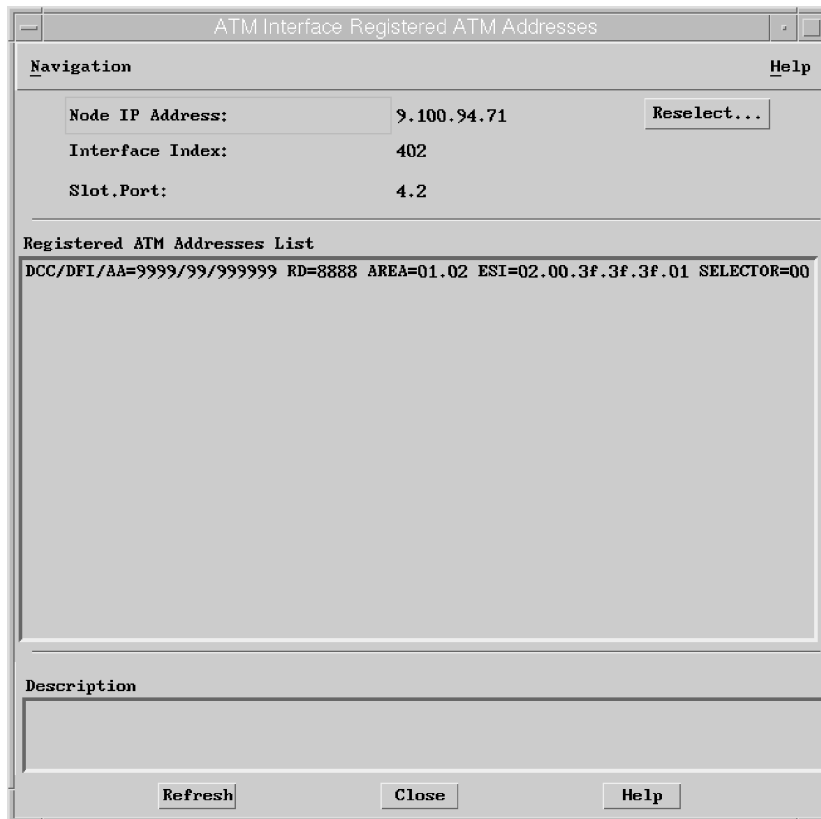 ATM Interface Registered ATM Addresses
Navigation Help
Node IP Address: 9.100.94.71 Reselect...
Interface Index: 402
Slot.Port: 4.2
Registered ATM Addresses List
DCC/DFI/AA=9999/99/999999 RD=8888 AREA=01.02 ESI=02.00.3f.3f.3f.01 SELECTOR=00
Description
Refresh Close Help